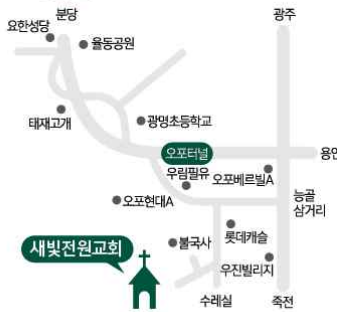 분당
광주
요한성당
율동공원
태재고개
광명초등학교
오포터널
용인
우림필유
오포베르빌A
능골
삼거리
오포현대A
롯데캐슬
불국사
새빛전원교회
우진빌리지
수레실
죽전